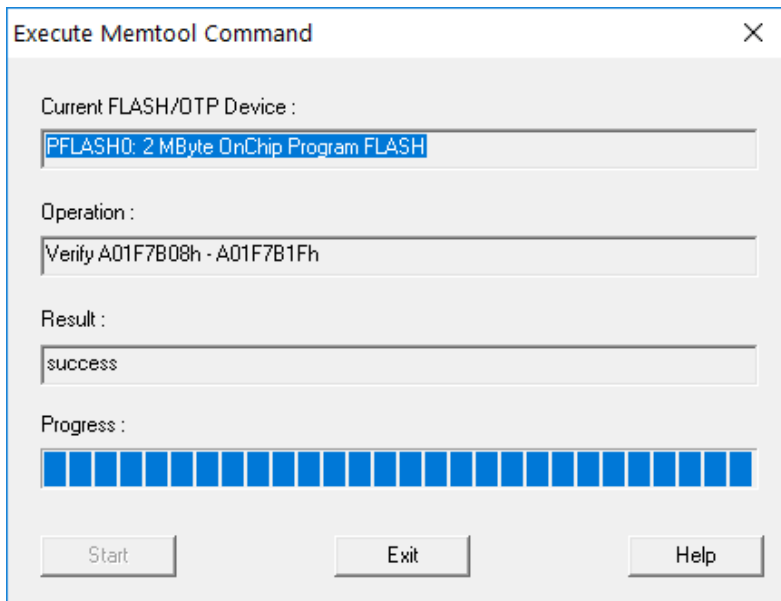 Execute Memtool Command
Current FLASH/OTP Device :
PFLASH0: 2 MByte OnChip Program FLASH
Operation :
Verify A01F7B08h - A01F7B1Fh
Result :
success
Progress :
Start Exit Help